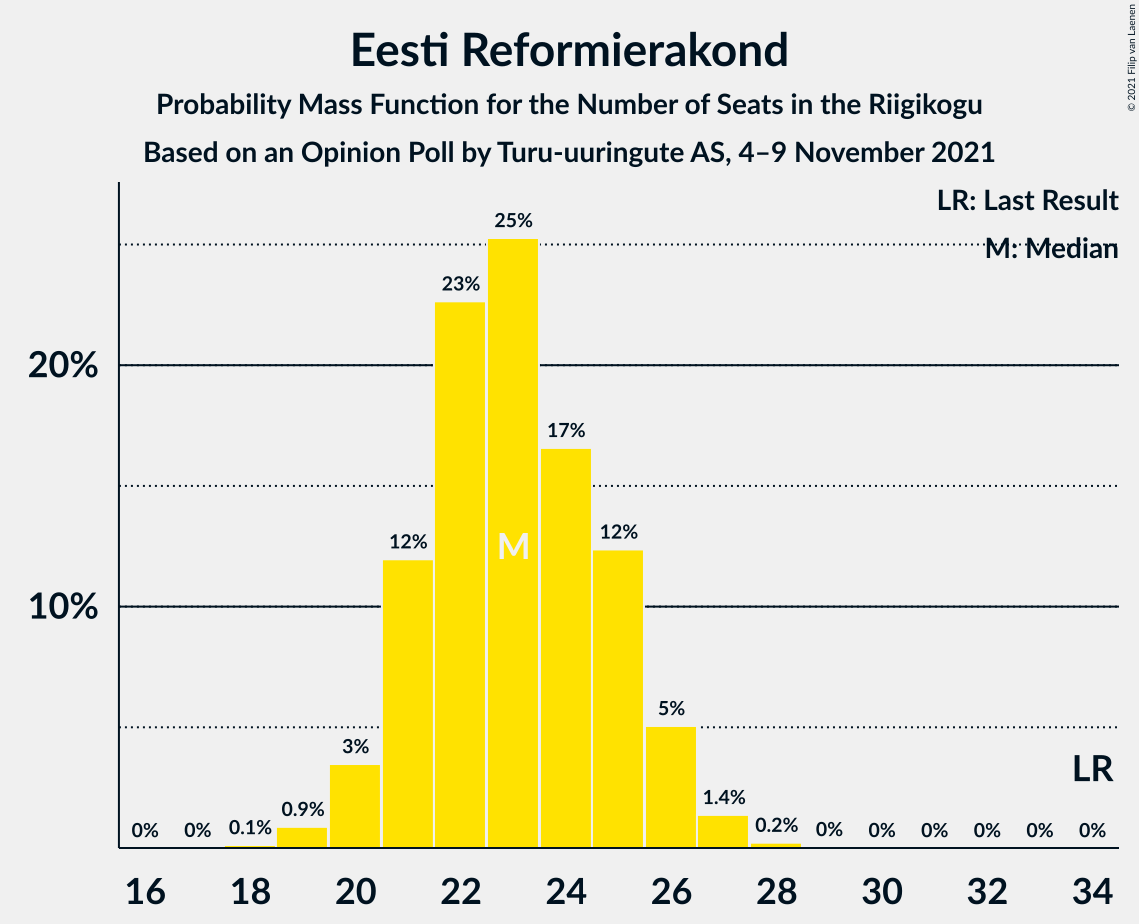 Eesti Reformierakond
Probability Mass Function for the Number of Seats in the Riigikogu
Based on an Opinion Poll by Turu-uuringute AS, 4–9 November 2021
© 2021 Filip van Laenen
LR: Last Result
M: Median
20%
10%
0%
0%
0.1%
0.9%
3%
12%
23%
25%
17%
12%
5%
1.4%
0.2%
0%
0%
0%
0%
0%
0%
M
LR
16 18 20 22 24 26 28 30 32 34